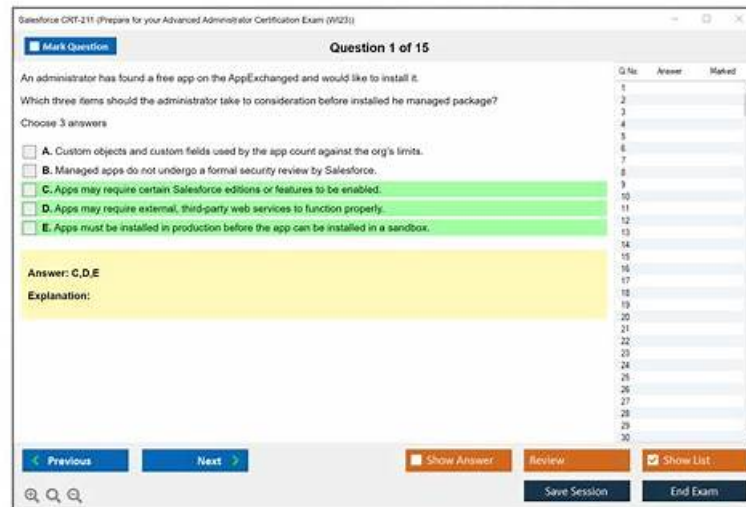 Salesforce CRT-211 (Prepare for your Advanced Administrator Certification Exam (WI23))
Mark Question
Question 1 of 15
An administrator has found a free app on the AppExchanged and would like to install it.
Which three items should the administrator take to consideration before installed he managed package?
Choose 3 answers
A. Custom objects and custom fields used by the app count against the org's limits.
B. Managed apps do not undergo a formal security review by Salesforce.
C. Apps may require certain Salesforce editions or features to be enabled.
D. Apps may require external, third-party web services to function properly.
E. Apps must be installed in production before the app can be installed in a sandbox.
Answer: C,D,E
Explanation:
Q.No Answer Marked
1
2
3
4
5
6
7
8
9
10
11
12
13
14
15
16
17
18
19
20
21
22
23
24
25
26
27
28
29
30
Previous Next Show Answer Review Show List
Save Session End Exam